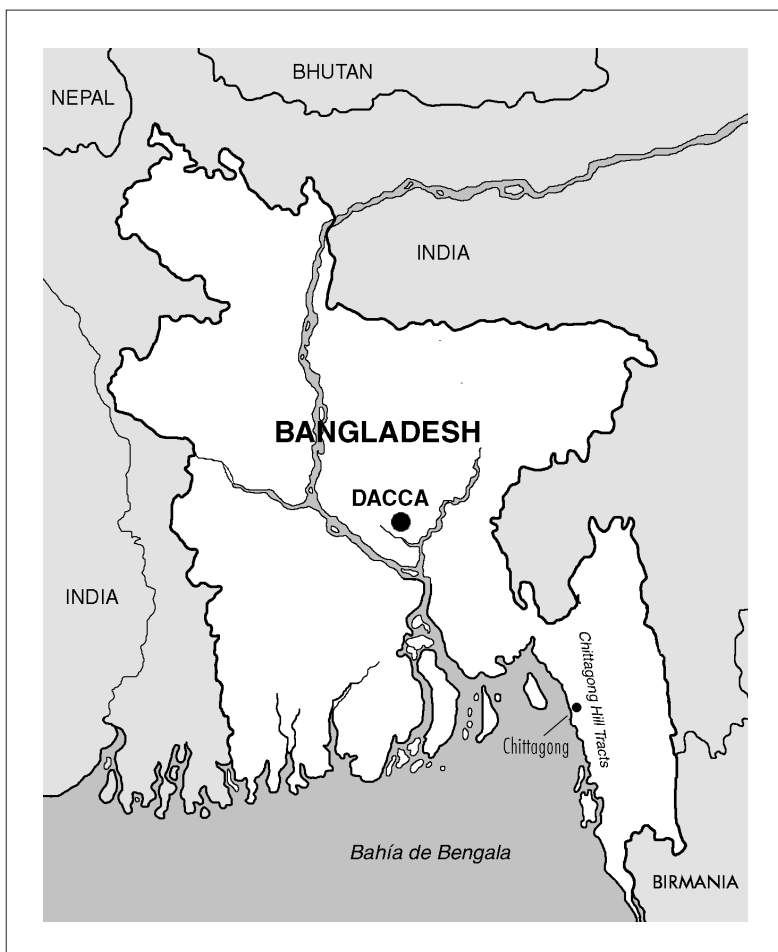 BHUTAN
NEPAL
INDIA
BANGLADESH
DACCA
INDIA
Chittagong Hill Tracts
Chittagong
Bahía de Bengala
BIRMANIA